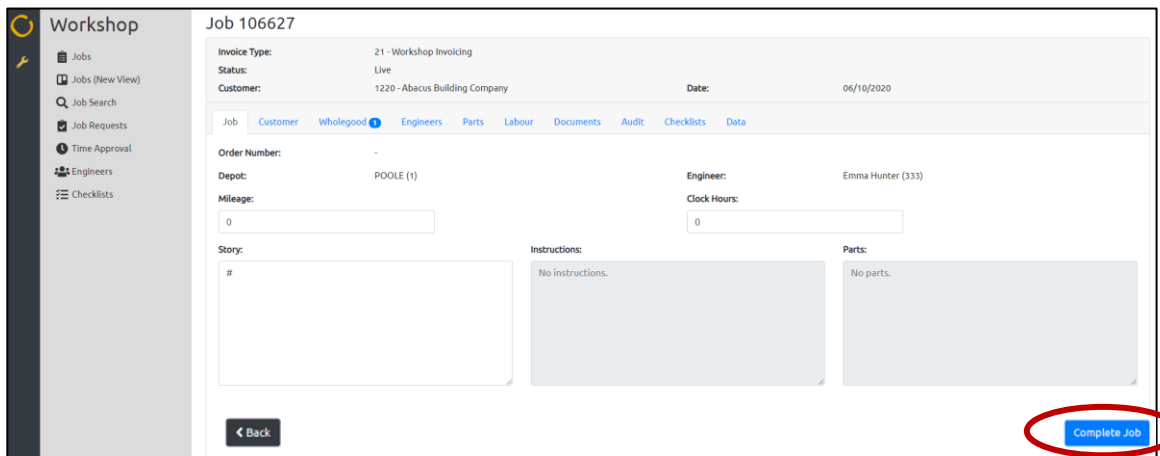 Workshop
Jobs
Jobs (New View)
Job Search
Job Requests
Time Approval
Engineers
Checklists
Job 106627
Invoice Type: 21 - Workshop Invoicing
Status: Live
Customer: 1220 - Abacus Building Company Date: 06/10/2020
Job Customer Wholegood 1 Engineers Parts Labour Documents Audit Checklists Data
Order Number: -
Depot: POOLE (1) Engineer: Emma Hunter (333)
Mileage: Clock Hours:
0 0
Story: Instructions: Parts:
# No instructions. No parts.
Back Complete Job